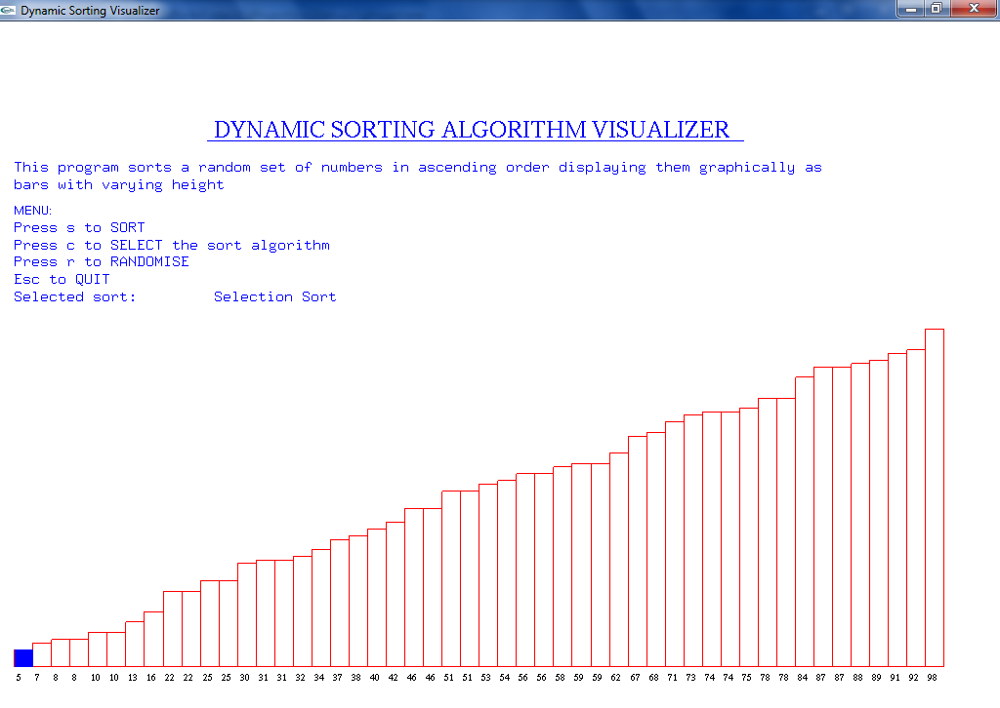 Dynamic Sorting Visualizer
DYNAMIC SORTING ALGORITHM VISUALIZER
This program sorts a random set of numbers in ascending order displaying them graphically as
bars with varying height
MENU:
Press s to SORT
Press c to SELECT the sort algorithm
Press r to RANDOMISE
Esc to QUIT
Selected sort: Selection Sort
5 7 8 8 10 10 13 16 22 22 25 25 30 31 31 32 34 37 38 40 42 46 46 51 51 53 54 56 56 58 59 59 62 67 68 71 73 74 74 75 78 78 84 87 87 88 89 91 92 98